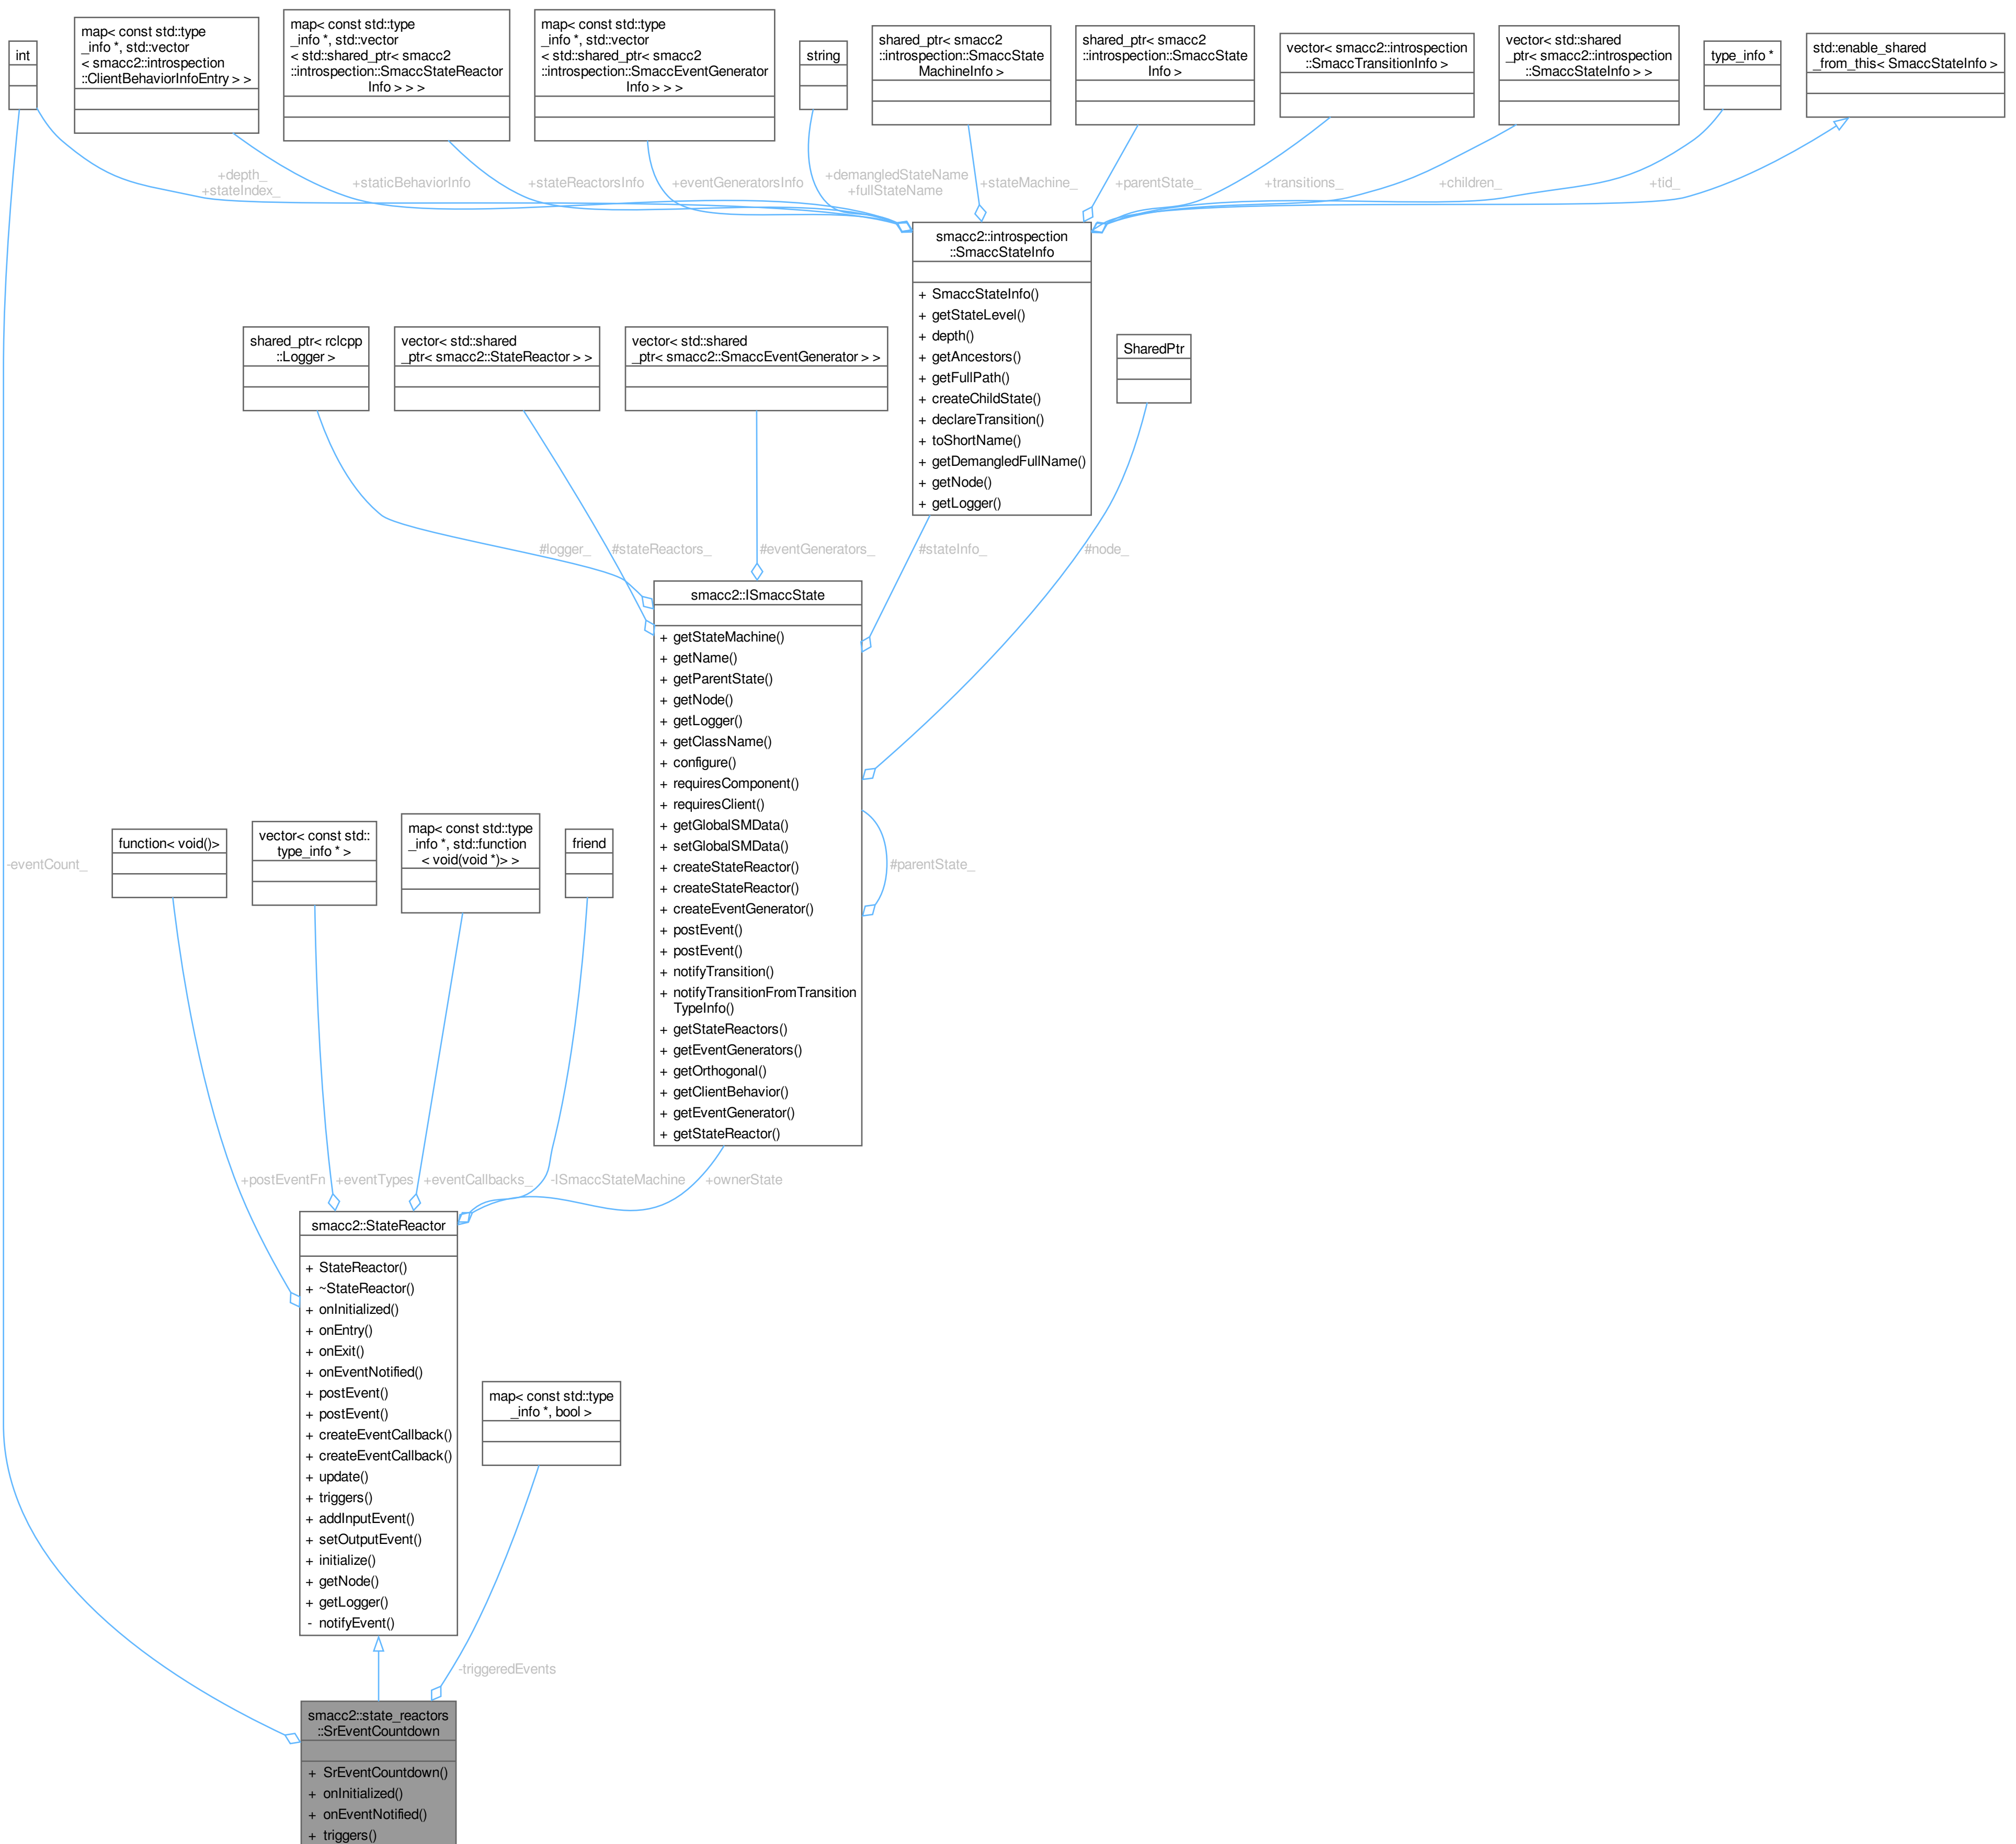 int
map< const std::type
_info *, std::vector
< smacc2::introspection
::ClientBehaviorInfoEntry > >
map< const std::type
_info *, std::vector
< std::shared_ptr< smacc2
::introspection::SmaccStateReactor
Info > > >
map< const std::type
_info *, std::vector
< std::shared_ptr< smacc2
::introspection::SmaccEventGenerator
Info > > >
string
shared_ptr< smacc2
::introspection::SmaccState
MachineInfo >
shared_ptr< smacc2
::introspection::SmaccState
Info >
vector< smacc2::introspection
::SmaccTransitionInfo >
vector< std::shared
_ptr< smacc2::introspection
::SmaccStateInfo > >
type_info *
std::enable_shared
_from_this< SmaccStateInfo >
+depth_
+stateIndex_
+staticBehaviorInfo
+stateReactorsInfo
+eventGeneratorsInfo
+demangledStateName
+fullStateName
+stateMachine_
+parentState_
+transitions_
+children_
+tid_
smacc2::introspection
::SmaccStateInfo
+ SmaccStateInfo()
+ getStateLevel()
+ depth()
+ getAncestors()
+ getFullPath()
+ createChildState()
+ declareTransition()
+ toShortName()
+ getDemangledFullName()
+ getNode()
+ getLogger()
shared_ptr< rclcpp
::Logger >
vector< std::shared
_ptr< smacc2::StateReactor > >
vector< std::shared
_ptr< smacc2::SmaccEventGenerator > >
SharedPtr
#logger_
#stateReactors_
#eventGenerators_
#stateInfo_
#node_
smacc2::ISmaccState
+ getStateMachine()
+ getName()
+ getParentState()
+ getNode()
+ getLogger()
+ getClassName()
+ configure()
+ requiresComponent()
+ requiresClient()
+ getGlobalSMData()
+ setGlobalSMData()
+ createStateReactor()
+ createStateReactor()
+ createEventGenerator()
+ postEvent()
+ postEvent()
+ notifyTransition()
+ notifyTransitionFromTransition
TypeInfo()
+ getStateReactors()
+ getEventGenerators()
+ getOrthogonal()
+ getClientBehavior()
+ getEventGenerator()
+ getStateReactor()
#parentState_
-eventCount_
function< void()>
vector< const std::
type_info * >
map< const std::type
_info *, std::function
< void(void *)> >
friend
+postEventFn
+eventTypes
+eventCallbacks_
-ISmaccStateMachine
+ownerState
smacc2::StateReactor
+ StateReactor()
+ ~StateReactor()
+ onInitialized()
+ onEntry()
+ onExit()
+ onEventNotified()
+ postEvent()
+ postEvent()
+ createEventCallback()
+ createEventCallback()
+ update()
+ triggers()
+ addInputEvent()
+ setOutputEvent()
+ initialize()
+ getNode()
+ getLogger()
- notifyEvent()
map< const std::type
_info *, bool >
-triggeredEvents
smacc2::state_reactors
::SrEventCountdown
+ SrEventCountdown()
+ onInitialized()
+ onEventNotified()
+ triggers()